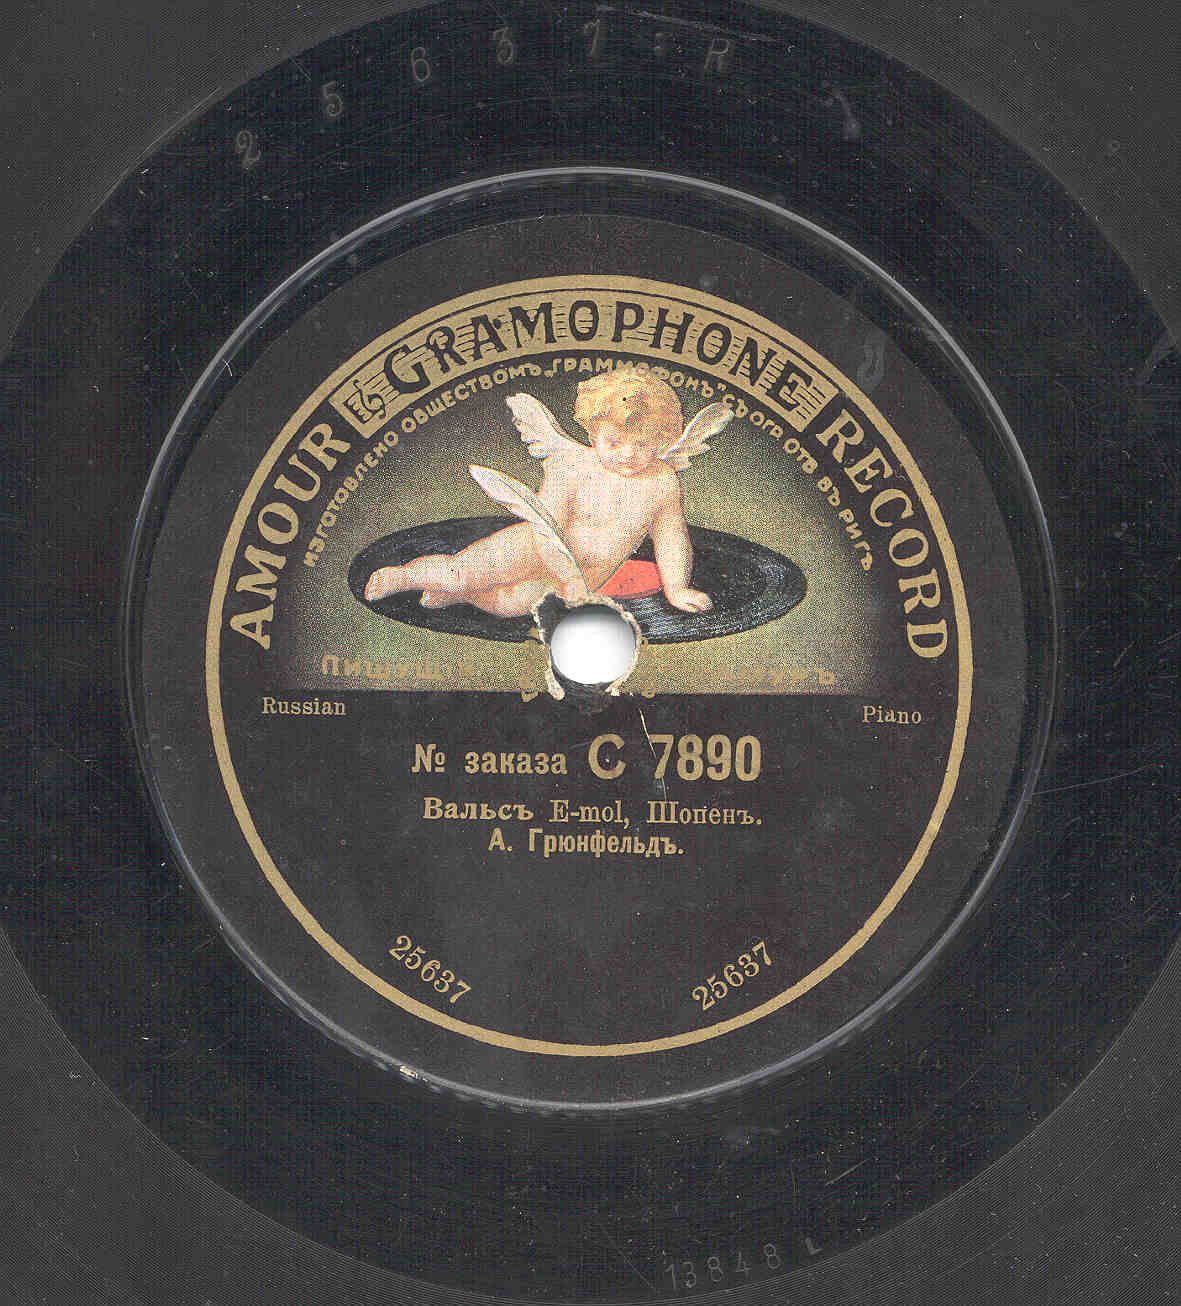 25637 R
AMOUR GRAMOPHONE RECORD
ИЗГОТОВЛЕНО ОБЩЕСТВОМЪ „ГРАММОФОНЪ" СЪ ОГР ОТВ ВЪ РИГѢ
Russian
Piano
№ заказа С 7890
Вальсъ E-mol, Шопенъ.
А. Грюнфельдъ.
25637
25637
13848 L